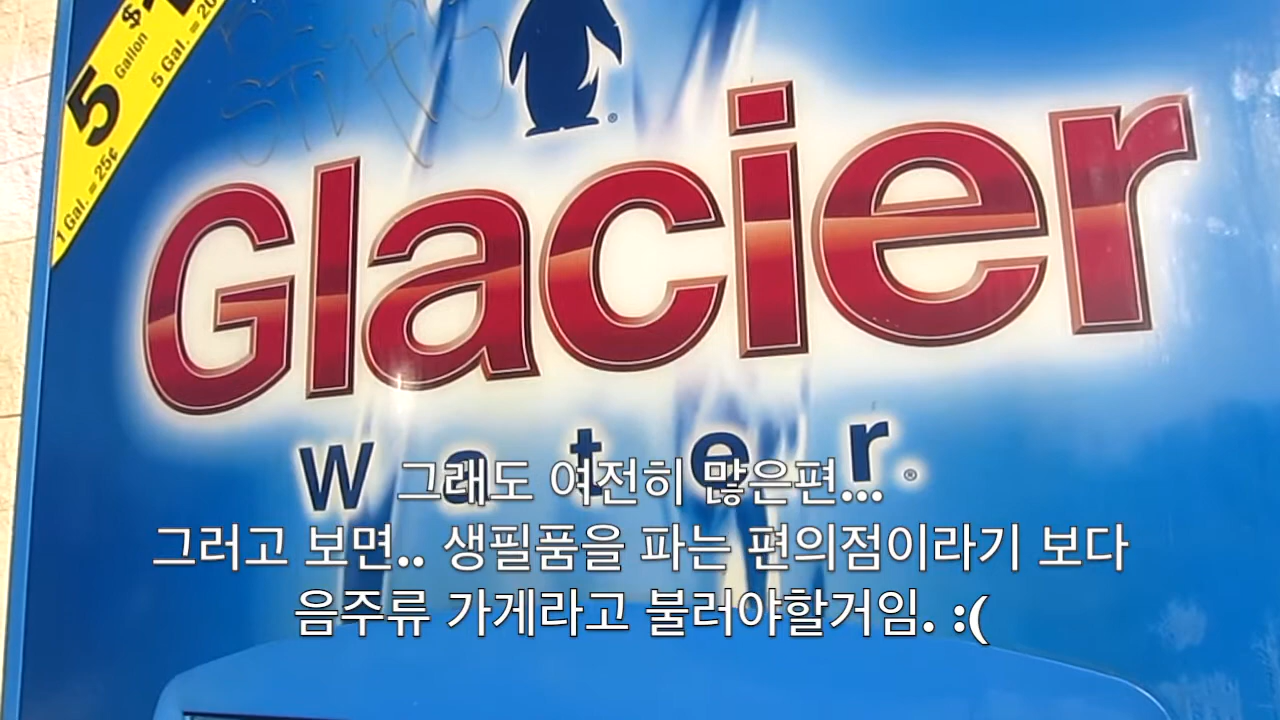 5 Gallon $1
1 Gal. = 25¢ 5 Gal. = 
®
Glacier
water®
그래도 여전히 많은편...
그러고 보면.. 생필품을 파는 편의점이라기 보다
음주류 가게라고 불러야할거임. :(